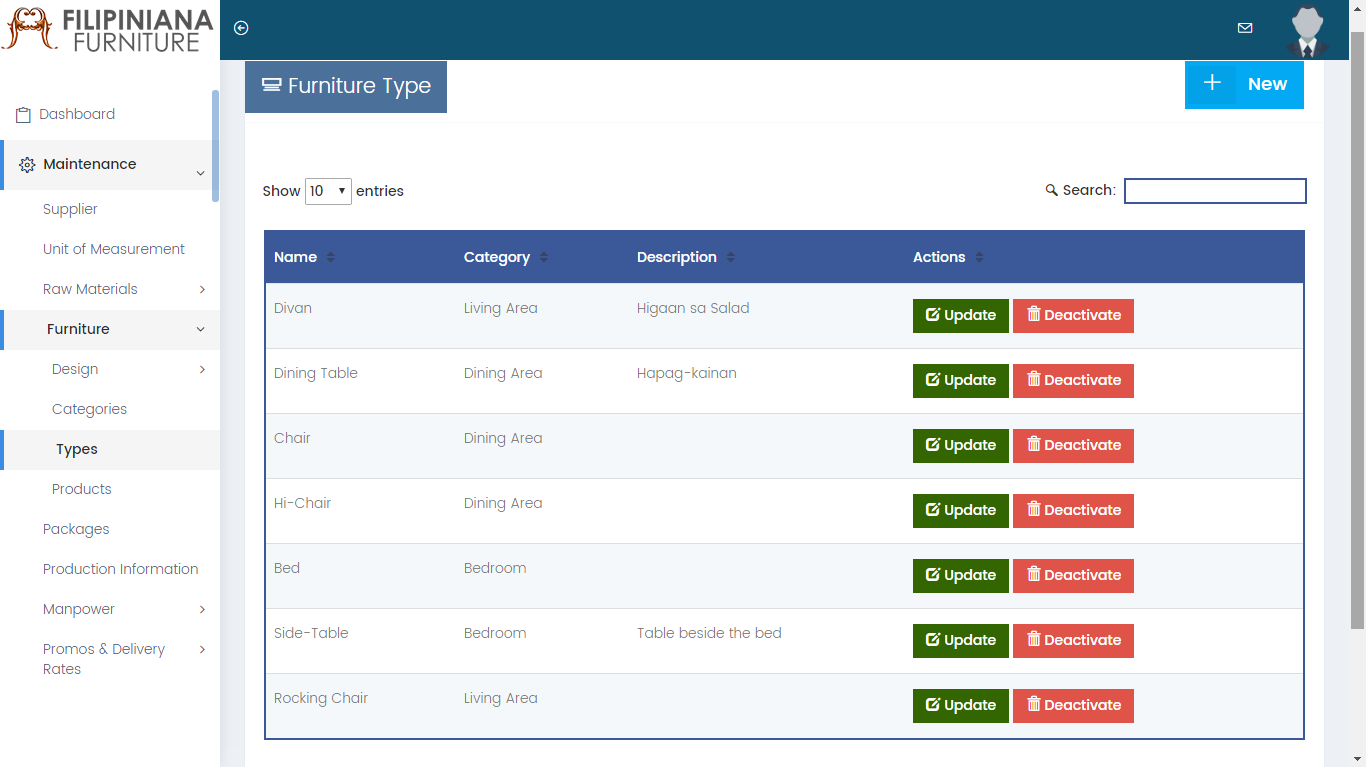 FILIPINIANA
FURNITURE
Dashboard
Maintenance
Supplier
Unit of Measurement
Raw Materials
Furniture
Design
Categories
Types
Products
Packages
Production Information
Manpower
Promos & Delivery
Rates
Furniture Type
New
Show 10 entries
Search:
Name Category Description Actions
Divan Living Area Higaan sa Salad Update Deactivate
Dining Table Dining Area Hapag-kainan Update Deactivate
Chair Dining Area Update Deactivate
Hi-Chair Dining Area Update Deactivate
Bed Bedroom Update Deactivate
Side-Table Bedroom Table beside the bed Update Deactivate
Rocking Chair Living Area Update Deactivate